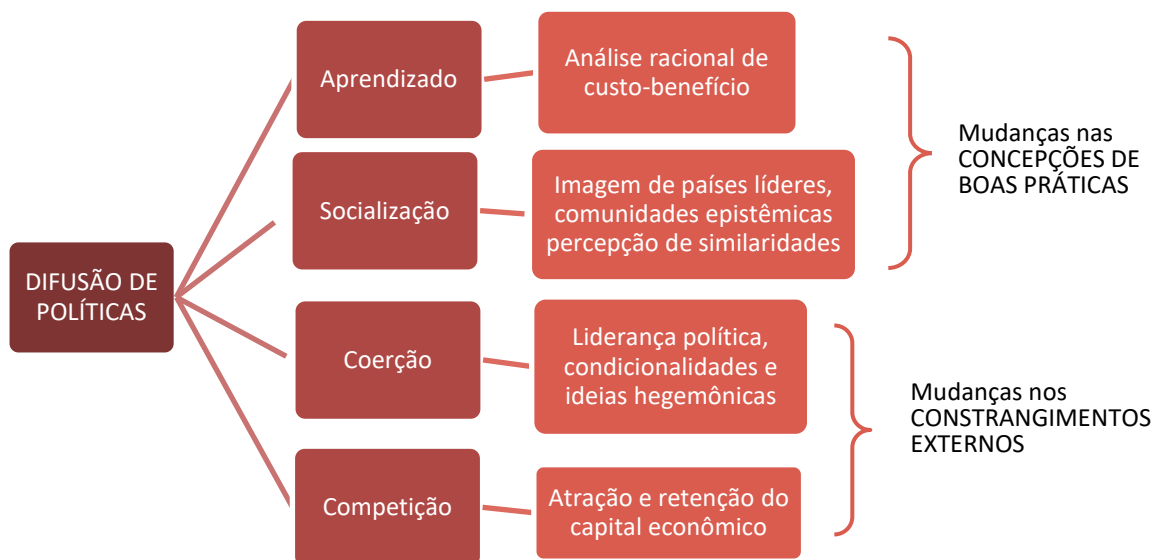 DIFUSÃO DE
POLÍTICAS
Aprendizado
Análise racional de
custo-benefício
Socialização
Imagem de países líderes,
comunidades epistêmicas
percepção de similaridades
Mudanças nas
CONCEPÇÕES DE
BOAS PRÁTICAS
Coerção
Liderança política,
condicionalidades e
ideias hegemônicas
Competição
Atração e retenção do
capital econômico
Mudanças nos
CONSTRANGIMENTOS
EXTERNOS